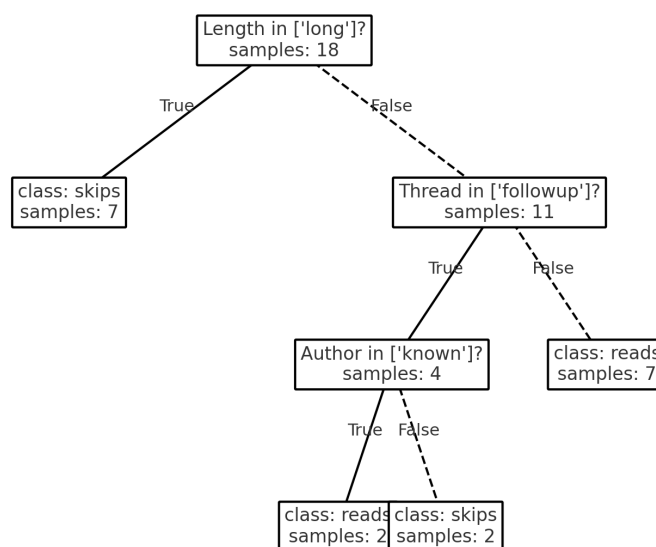 Length in ['long']?
samples: 18
True
False
class: skips
samples: 7
Thread in ['followup']?
samples: 11
True
False
Author in ['known']?
samples: 4
class: reads
samples: 7
True
False
class: reads
samples: 2
class: skips
samples: 2